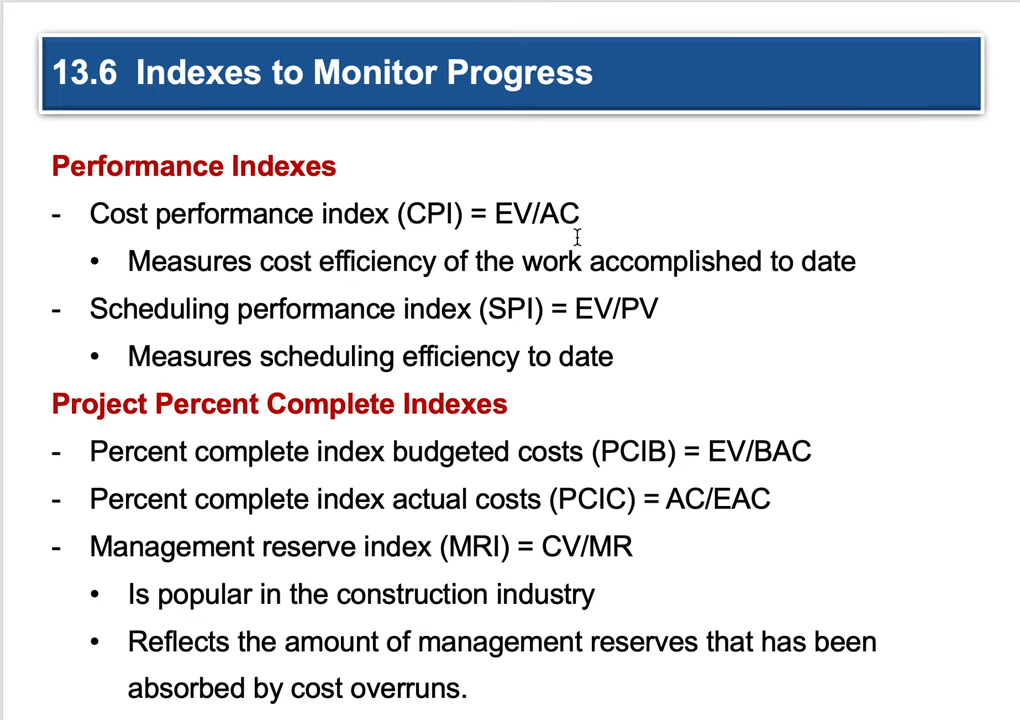 13.6 Indexes to Monitor Progress
Performance Indexes
- Cost performance index (CPI) = EV/AC
• Measures cost efficiency of the work accomplished to date
- Scheduling performance index (SPI) = EV/PV
• Measures scheduling efficiency to date
Project Percent Complete Indexes
- Percent complete index budgeted costs (PCIB) = EV/BAC
- Percent complete index actual costs (PCIC) = AC/EAC
- Management reserve index (MRI) = CV/MR
• Is popular in the construction industry
• Reflects the amount of management reserves that has been
absorbed by cost overruns.